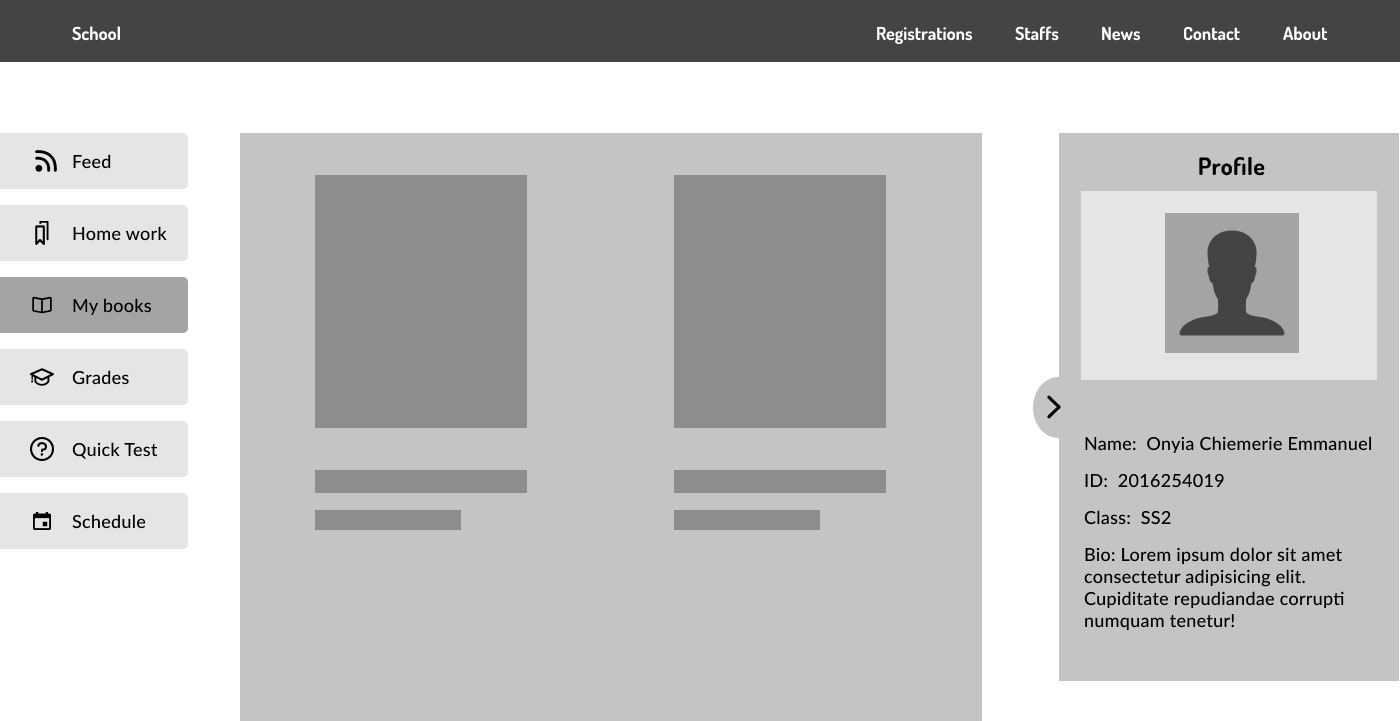 School
Registrations
Staffs
News
Contact
About
Feed
Home work
My books
Grades
Quick Test
Schedule
Profile
Name: Onyia Chiemerie Emmanuel
ID: 2016254019
Class: SS2
Bio: Lorem ipsum dolor sit amet
consectetur adipisicing elit.
Cupiditate repudiandae corrupti
numquam tenetur!